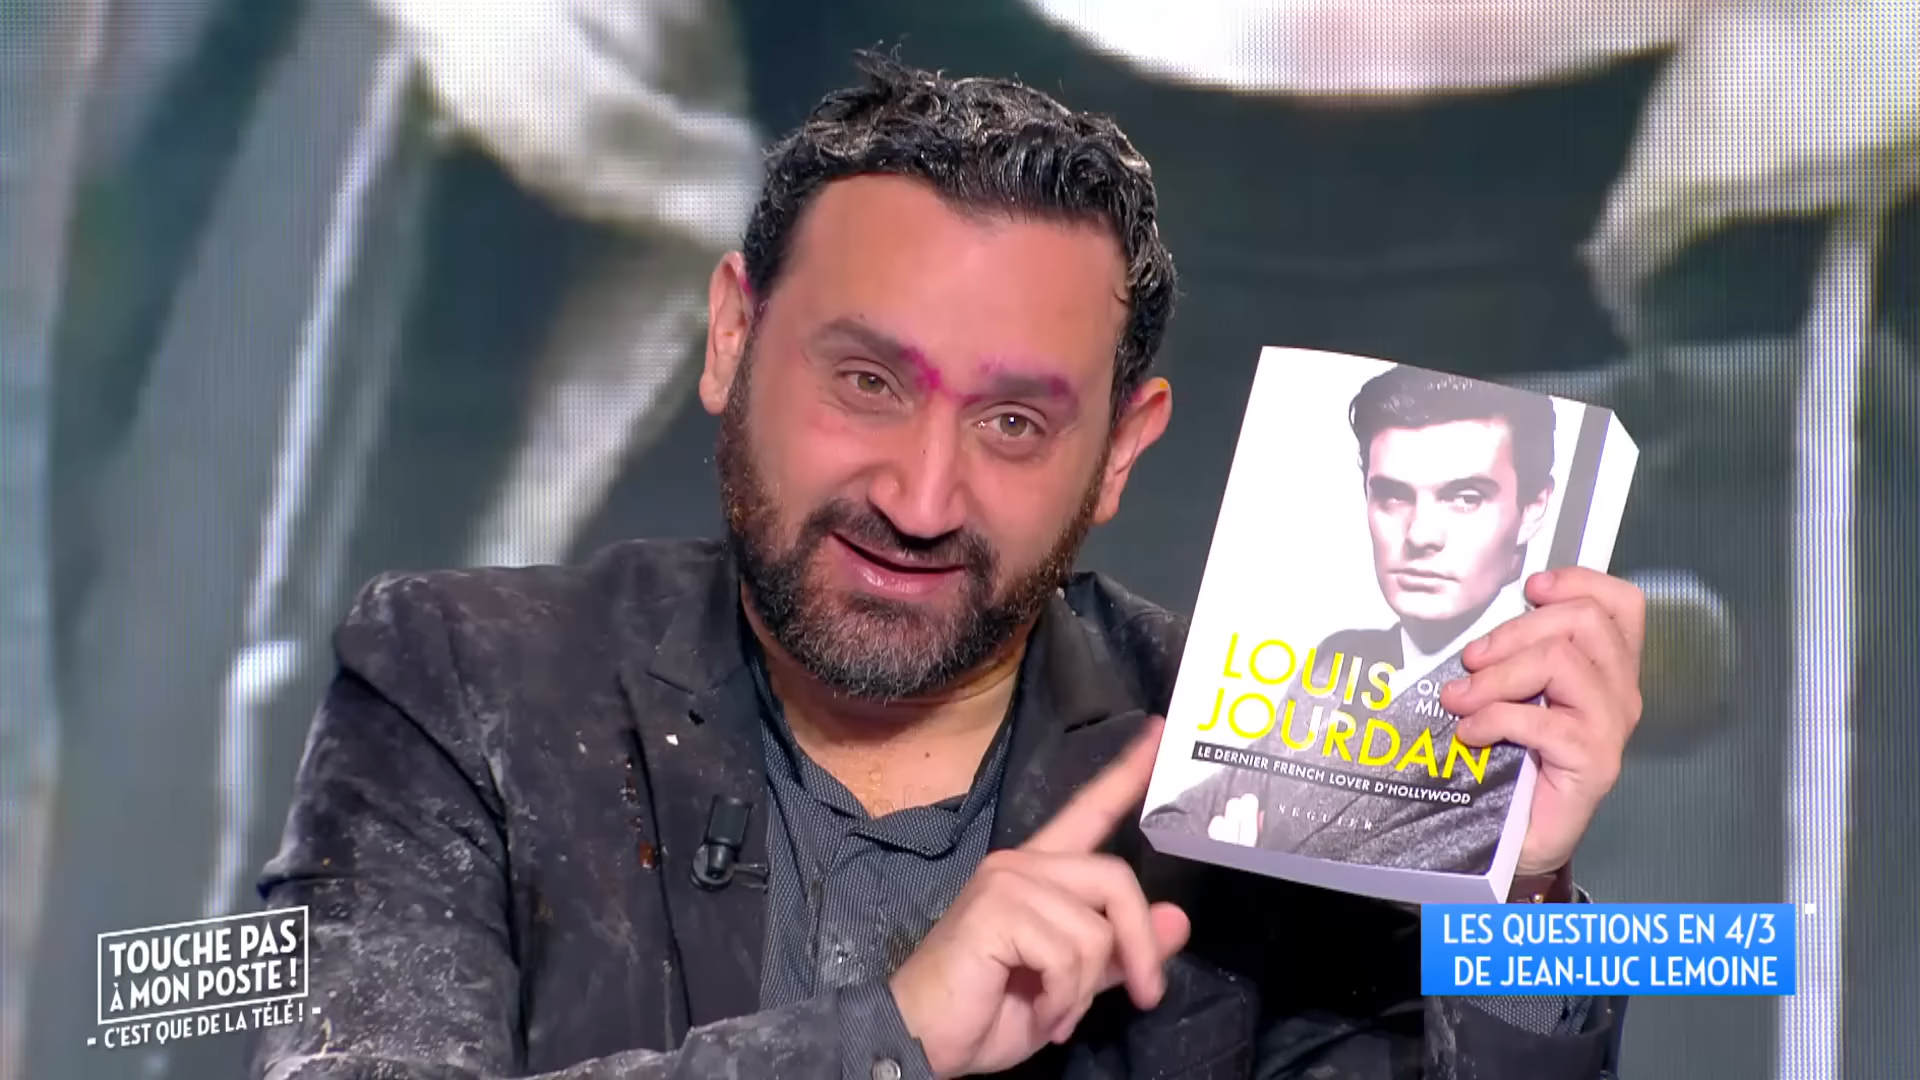 LOUIS
JOURDAN
LE DERNIER FRENCH LOVER D'HOLLYWOOD
SEGUIER
TOUCHE PAS
À MON POSTE !
- C'EST QUE DE LA TÉLÉ ! -
LES QUESTIONS EN 4/3
DE JEAN-LUC LEMOINE